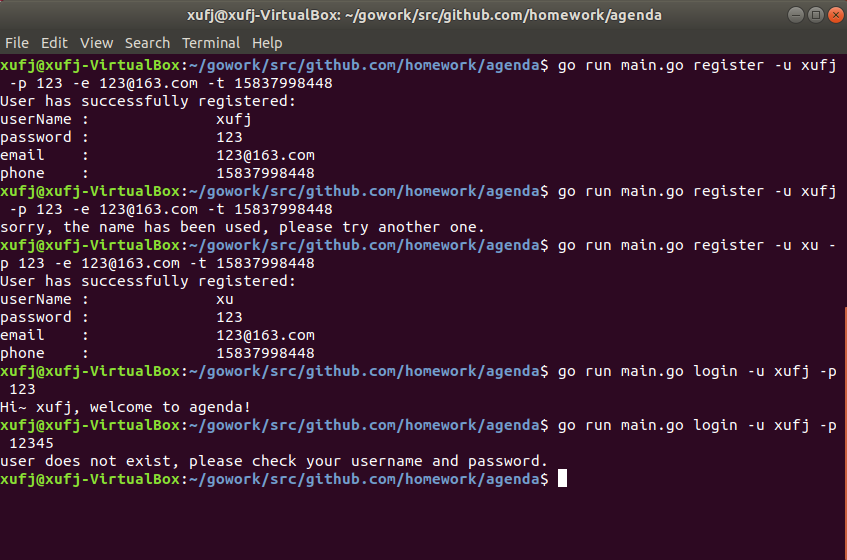 xufj@xufj-VirtualBox: ~/gowork/src/github.com/homework/agenda
File Edit View Search Terminal Help
xufj@xufj-VirtualBox:~/gowork/src/github.com/homework/agenda$ go run main.go register -u xufj
 -p 123 -e 123@163.com -t 15837998448
User has successfully registered:
userName :              xufj
password :              123
email    :              123@163.com
phone    :              15837998448
xufj@xufj-VirtualBox:~/gowork/src/github.com/homework/agenda$ go run main.go register -u xufj
 -p 123 -e 123@163.com -t 15837998448
sorry, the name has been used, please try another one.
xufj@xufj-VirtualBox:~/gowork/src/github.com/homework/agenda$ go run main.go register -u xu -
p 123 -e 123@163.com -t 15837998448
User has successfully registered:
userName :              xu
password :              123
email    :              123@163.com
phone    :              15837998448
xufj@xufj-VirtualBox:~/gowork/src/github.com/homework/agenda$ go run main.go login -u xufj -p
 123
Hi~ xufj, welcome to agenda!
xufj@xufj-VirtualBox:~/gowork/src/github.com/homework/agenda$ go run main.go login -u xufj -p
 12345
user does not exist, please check your username and password.
xufj@xufj-VirtualBox:~/gowork/src/github.com/homework/agenda$